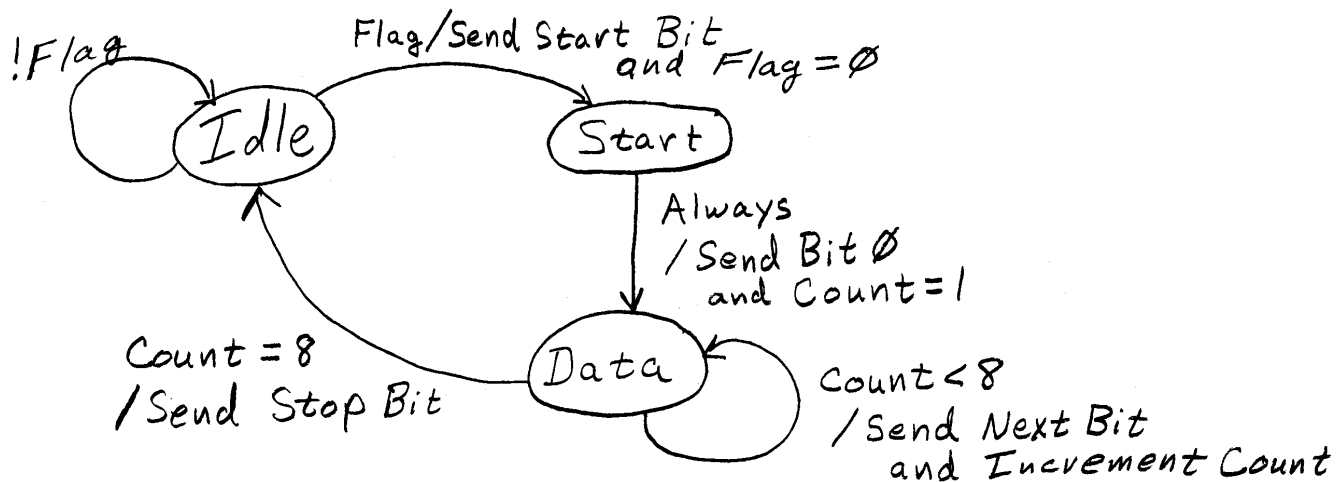 !Flag
Flag/Send Start Bit
and Flag = Ø
Idle
Start
Always
/Send Bit Ø
and Count = 1
Count = 8
/Send Stop Bit
Data
Count < 8
/Send Next Bit
and Increment Count